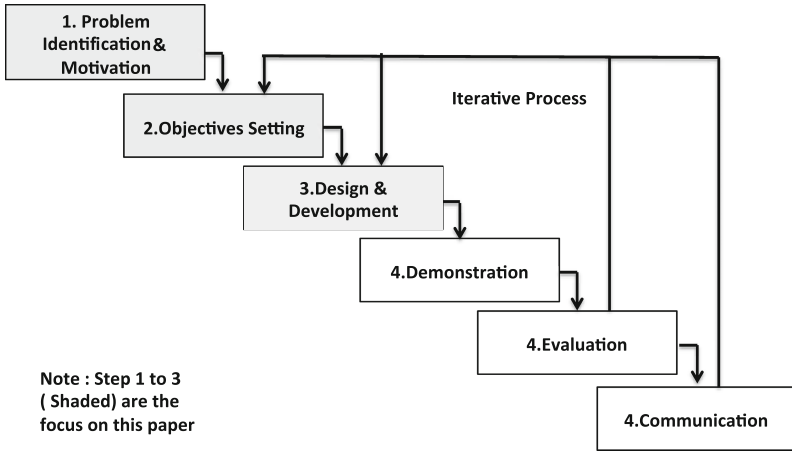 1. Problem
Identification&
Motivation
Iterative Process
2.Objectives Setting
3.Design &
Development
4.Demonstration
4.Evaluation
Note : Step 1 to 3
( Shaded) are the
focus on this paper
4.Communication